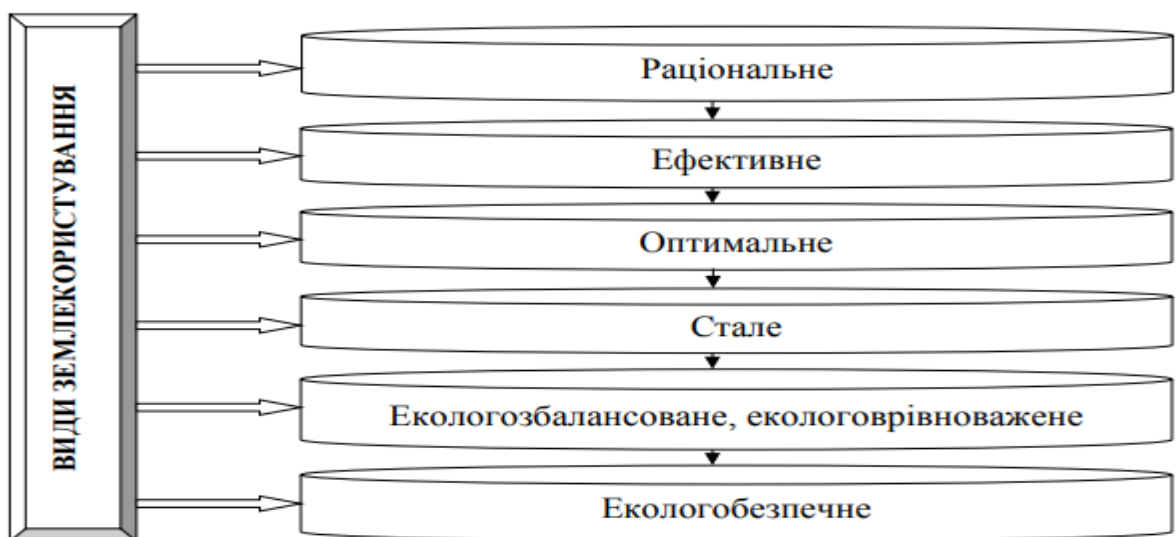 ВИДИ ЗЕМЛЕКОРИСТУВАННЯ
Раціональне
Ефективне
Оптимальне
Стале
Екологозбалансоване, екологоврівноважене
Екологобезпечне